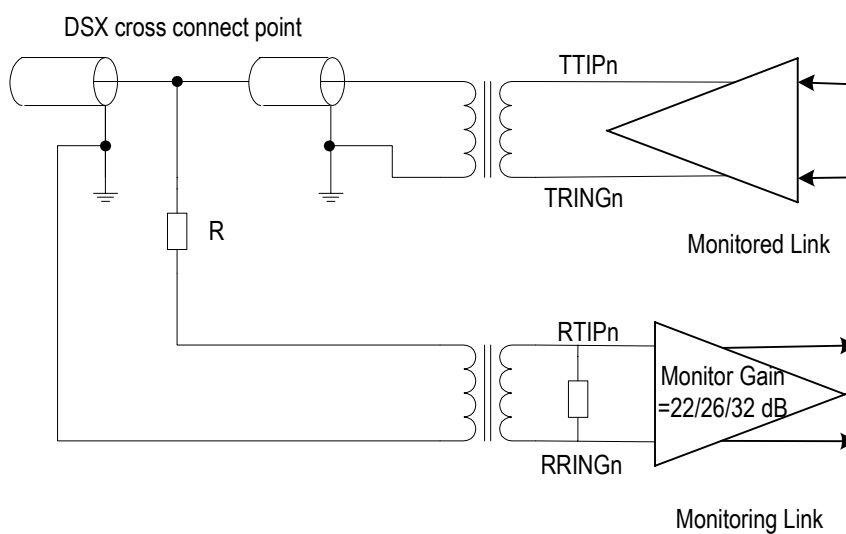 DSX cross connect point
TTIPn
TRINGn
Monitored Link
R
RTIPn
Monitor Gain
=22/26/32 dB
RRINGn
Monitoring Link